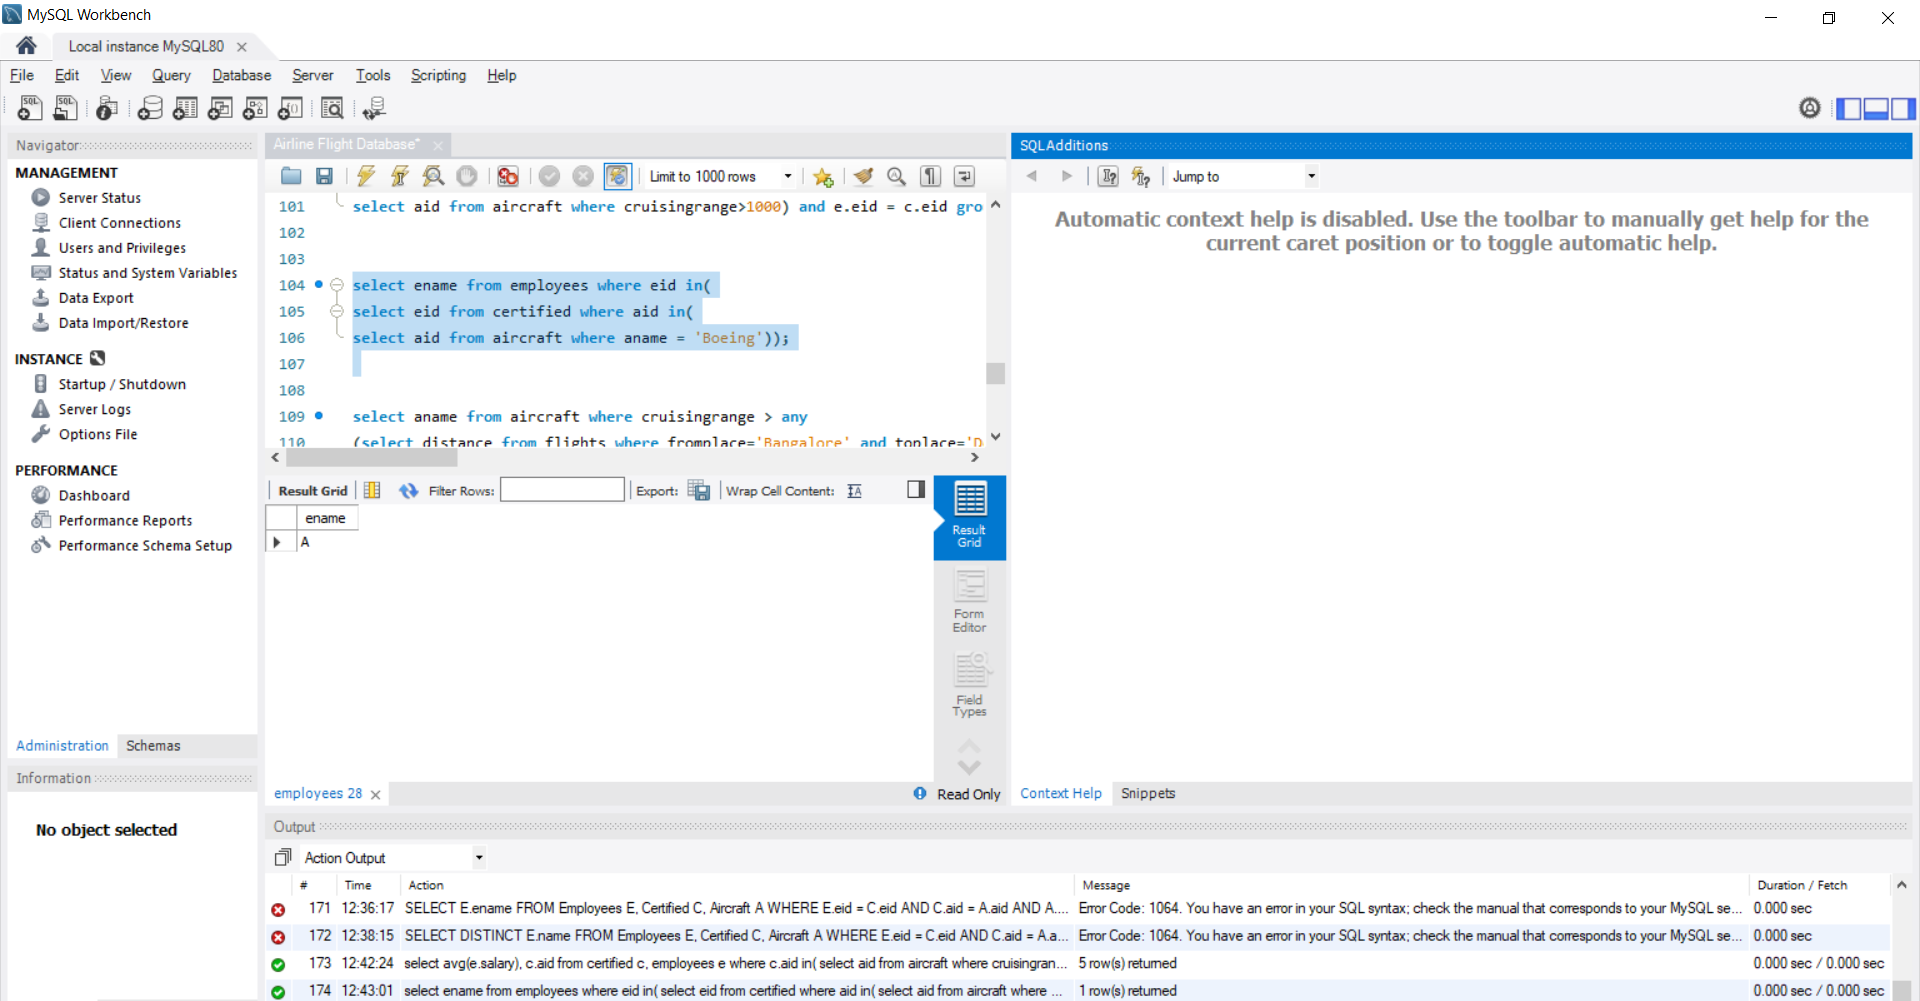 MySQL Workbench
Local instance MySQL80
File Edit View Query Database Server Tools Scripting Help
Navigator
MANAGEMENT
Server Status
Client Connections
Users and Privileges
Status and System Variables
Data Export
Data Import/Restore
INSTANCE
Startup / Shutdown
Server Logs
Options File
PERFORMANCE
Dashboard
Performance Reports
Performance Schema Setup
Administration Schemas
Information
No object selected
Airline Flight Database*
Limit to 1000 rows
101 select aid from aircraft where cruisingrange>1000) and e.eid = c.eid gro
102
103
104 select ename from employees where eid in(
105 select eid from certified where aid in(
106 select aid from aircraft where aname = 'Boeing'));
107
108
109 select aname from aircraft where cruisingrange > any
110 (select distance from flights where fromplace='Bangalore' and toplace='D
Result Grid Filter Rows: Export: Wrap Cell Content:
ename
A
Result
Grid
Form
Editor
Field
Types
employees 28
Read Only
SQLAdditions
Jump to
Automatic context help is disabled. Use the toolbar to manually get help for the
current caret position or to toggle automatic help.
Context Help Snippets
Output
Action Output
# Time Action Message Duration / Fetch
171 12:36:17 SELECT E.ename FROM Employees E, Certified C, Aircraft A WHERE E.eid = C.eid AND C.aid = A.aid AND A.... Error Code: 1064. You have an error in your SQL syntax; check the manual that corresponds to your MySQL se... 0.000 sec
172 12:38:15 SELECT DISTINCT E.name FROM Employees E, Certified C, Aircraft A WHERE E.eid = C.eid AND C.aid = A.a... Error Code: 1064. You have an error in your SQL syntax; check the manual that corresponds to your MySQL se... 0.000 sec
173 12:42:24 select avg(e.salary), c.aid from certified c, employees e where c.aid in( select aid from aircraft where cruisingran... 5 row(s) returned 0.000 sec / 0.000 sec
174 12:43:01 select ename from employees where eid in( select eid from certified where aid in( select aid from aircraft where ... 1 row(s) returned 0.000 sec / 0.000 sec